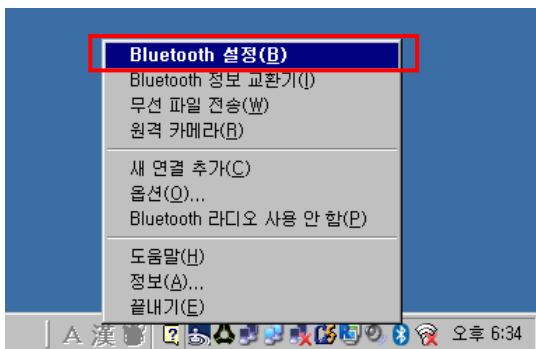 Bluetooth 설정(B)
Bluetooth 정보 교환기(I)
무선 파일 전송(W)
원격 카메라(R)
새 연결 추가(C)
옵션(O)...
Bluetooth 라디오 사용 안 함(P)
도움말(H)
정보(A)...
끝내기(E)
A 漢 오후 6:34